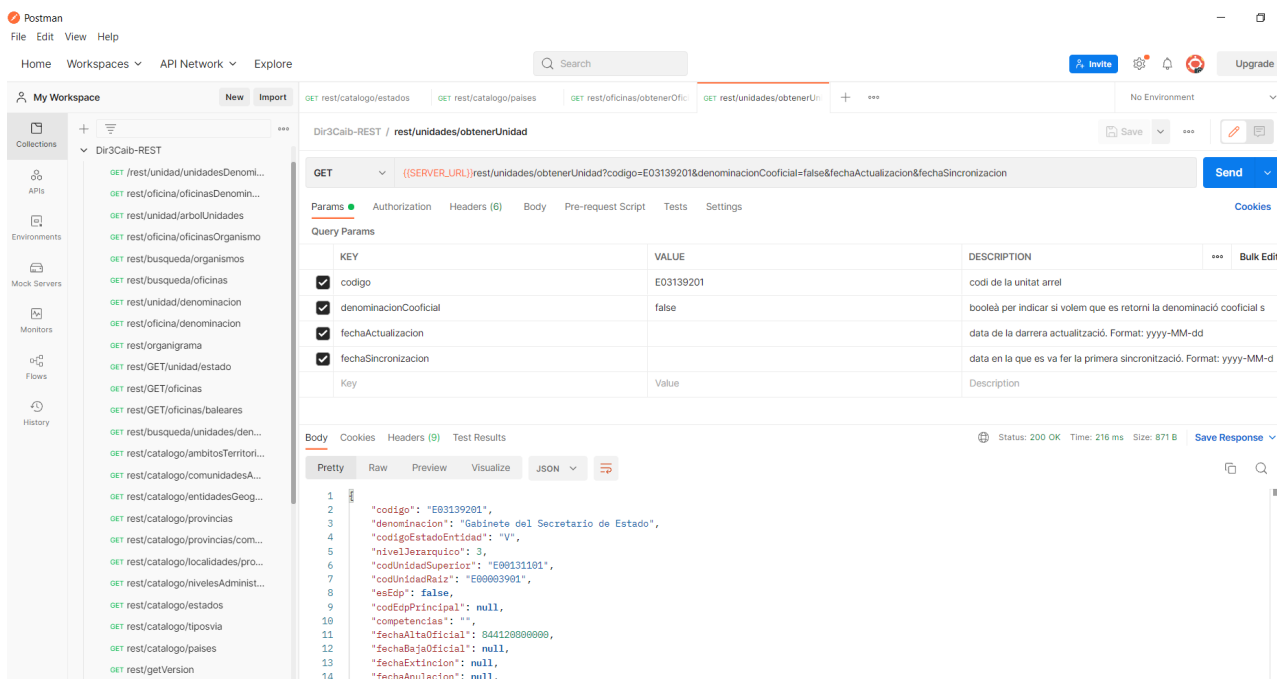 Postman
File Edit View Help
Home Workspaces API Network Explore
Search
Invite
Upgrade
My Workspace
New Import
GET rest/catalogo/estados
GET rest/catalogo/paises
GET rest/oficinas/obtenerOfic
GET rest/unidades/obtenerUn
No Environment
Collections
APIs
Environments
Mock Servers
Monitors
Flows
History
Dir3Caib-REST
GET /rest/unidad/unidadesDenomi...
GET rest/oficina/oficinasDenomin...
GET rest/unidad/arbolUnidades
GET rest/oficina/oficinasOrganismo
GET rest/busqueda/organismos
GET rest/busqueda/oficinas
GET rest/unidad/denominacion
GET rest/oficina/denominacion
GET rest/organigrama
GET rest/GET/unidad/estado
GET rest/GET/oficinas
GET rest/GET/oficinas/baleares
GET rest/busqueda/unidades/den...
GET rest/catalogo/ambitosTerritori...
GET rest/catalogo/comunidadesA...
GET rest/catalogo/entidadesGeog...
GET rest/catalogo/provincias
GET rest/catalogo/provincias/com...
GET rest/catalogo/localidades/pro...
GET rest/catalogo/nivelesAdminist...
GET rest/catalogo/estados
GET rest/catalogo/tiposvia
GET rest/catalogo/paises
GET rest/getVersion
Dir3Caib-REST / rest/unidades/obtenerUnidad
Save
GET {{SERVER_URL}}rest/unidades/obtenerUnidad?codigo=E03139201&denominacionCooficial=false&fechaActualizacion&fechaSincronizacion
Send
Params Authorization Headers (6) Body Pre-request Script Tests Settings
Cookies
Query Params
KEY VALUE DESCRIPTION Bulk Edit
codigo E03139201 codi de la unitat arrel
denominacionCooficial false booleà per indicar si volem que es retorni la denominació cooficial s
fechaActualizacion data de la darrera actualització. Format: yyyy-MM-dd
fechaSincronizacion data en la que es va fer la primera sincronització. Format: yyyy-MM-d
Key Value Description
Body Cookies Headers (9) Test Results
Status: 200 OK Time: 216 ms Size: 871 B Save Response
Pretty Raw Preview Visualize JSON
1 {
2 "codigo": "E03139201",
3 "denominacion": "Gabinete del Secretario de Estado",
4 "codigoEstadoEntidad": "V",
5 "nivelJerarquico": 3,
6 "codUnidadSuperior": "E00131101",
7 "codUnidadRaiz": "E00003901",
8 "esEdp": false,
9 "codEdpPrincipal": null,
10 "competencias": "",
11 "fechaAltaOficial": 844120800000,
12 "fechaBajaOficial": null,
13 "fechaExtincion": null,
14 "fechaAnulacion": null,